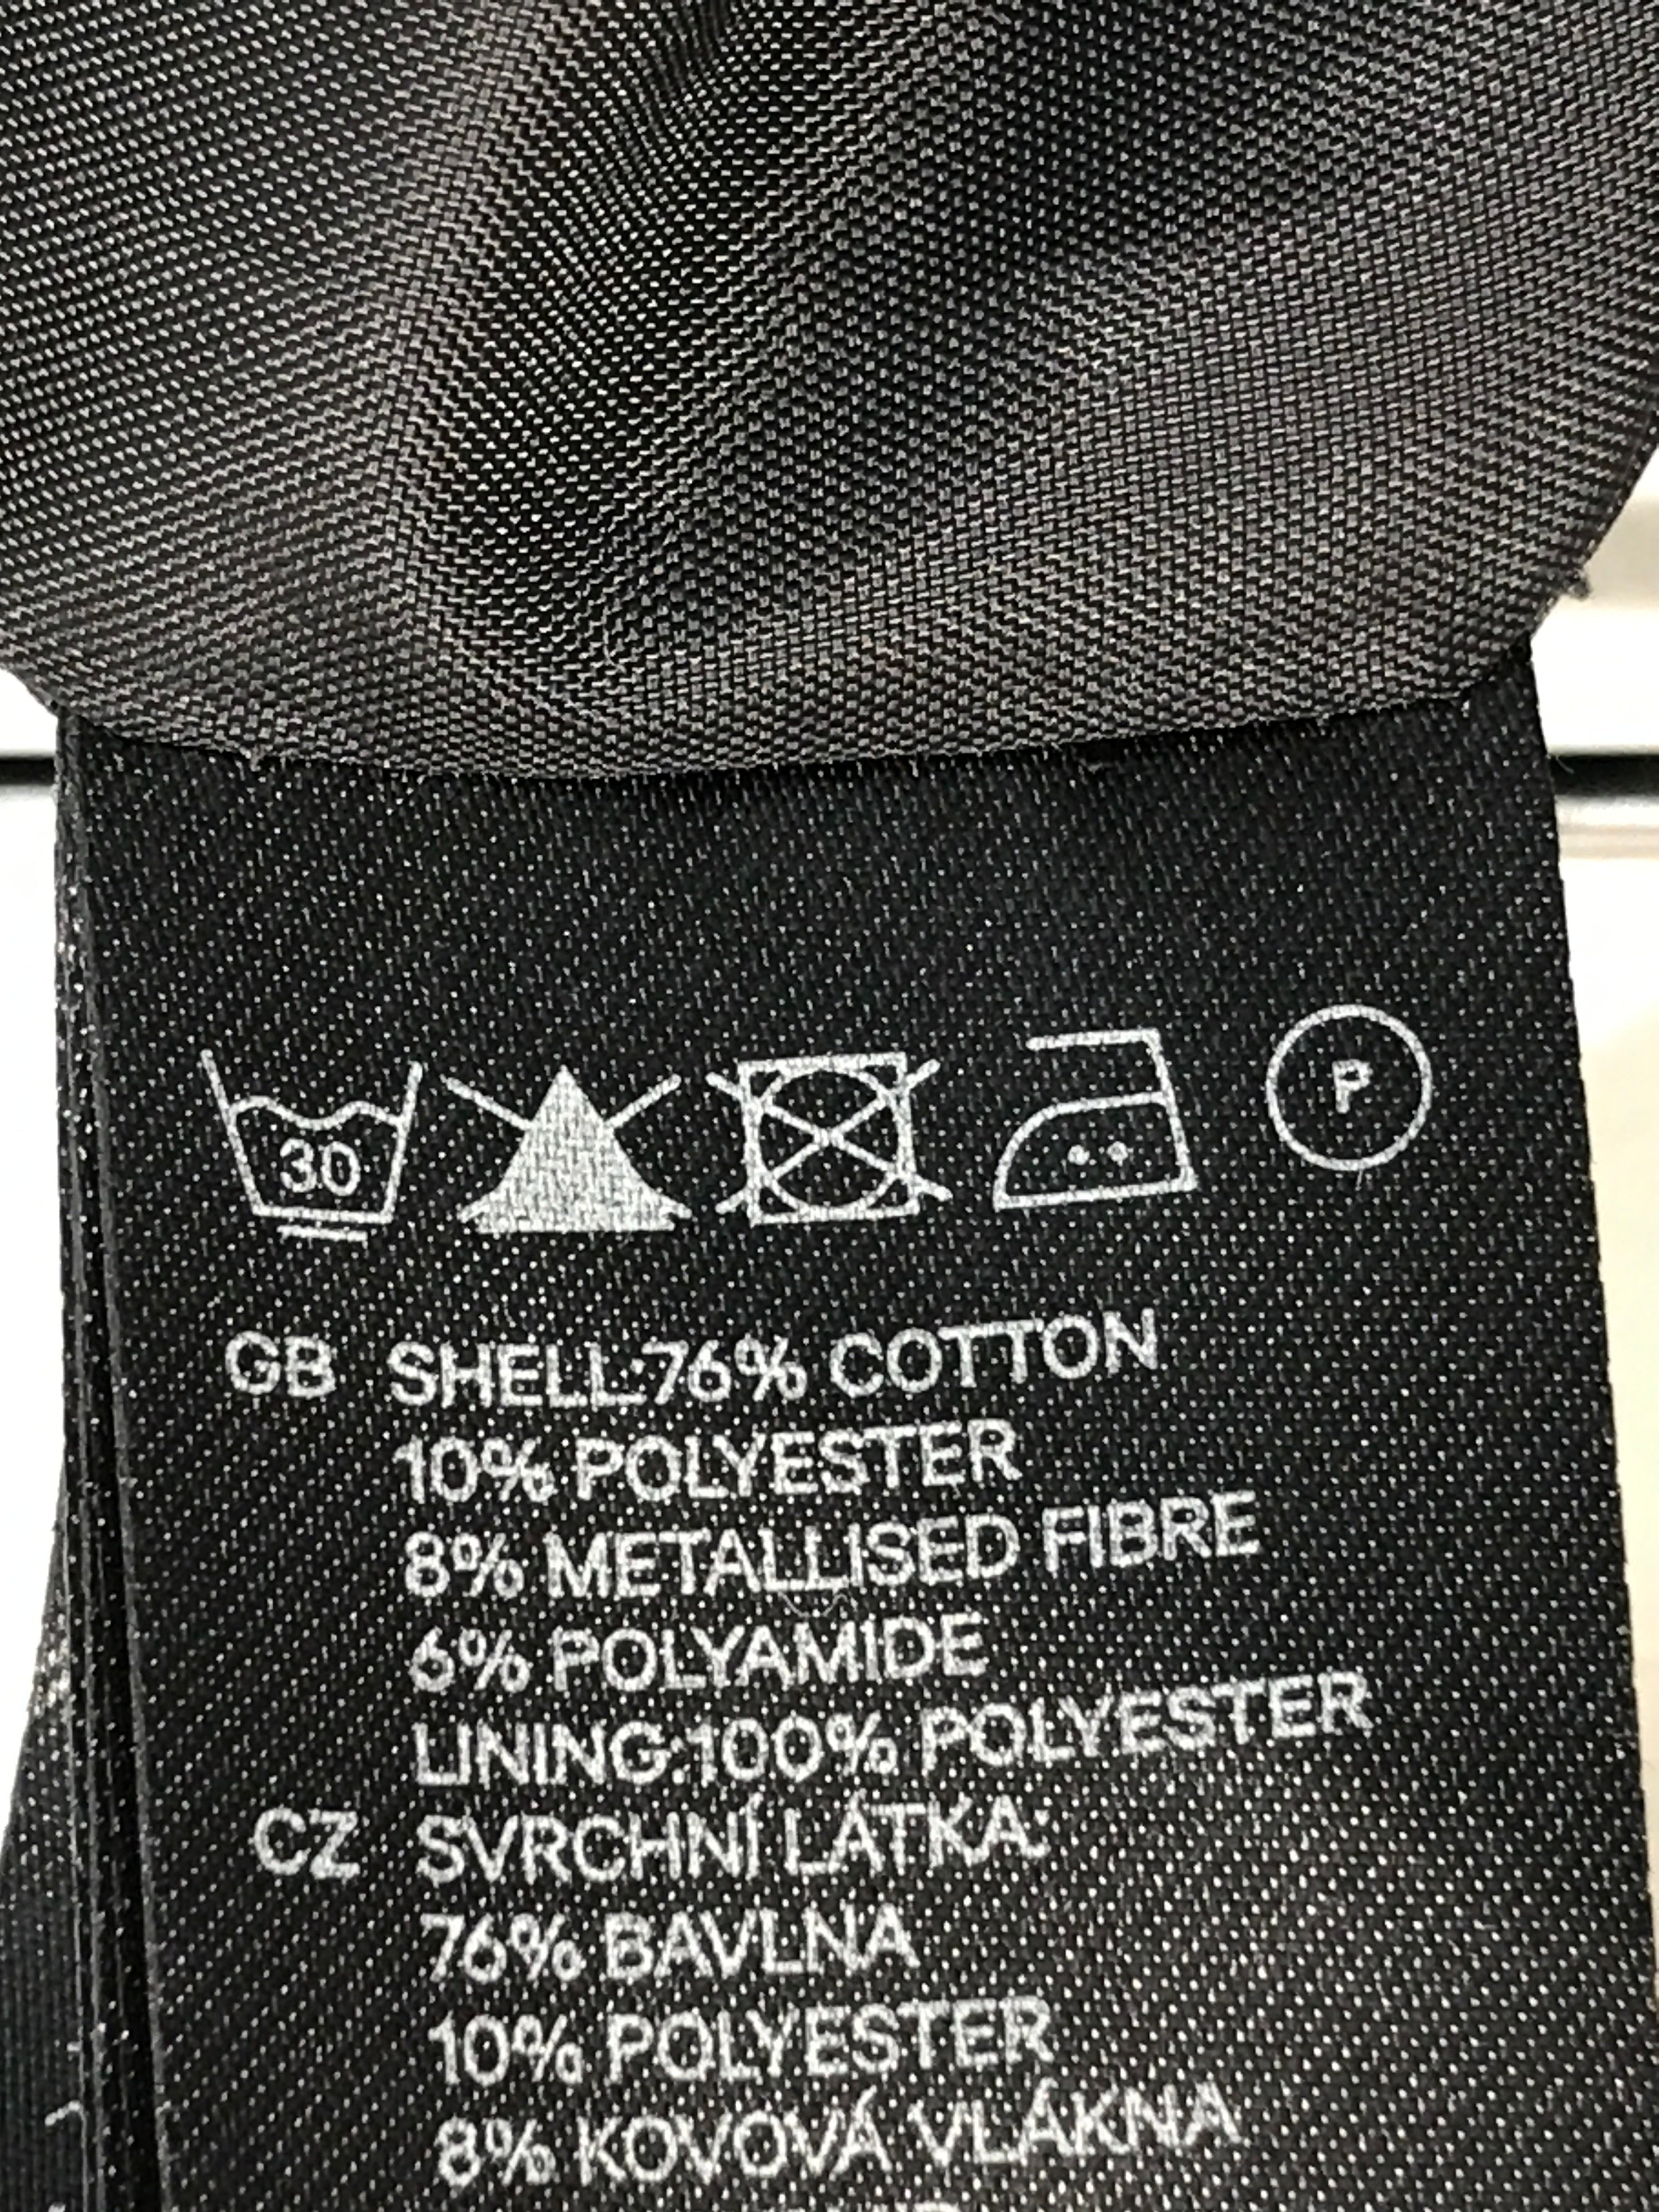 30
P
GB SHELL:76% COTTON
10% POLYESTER
8% METALLISED FIBRE
6% POLYAMIDE
LINING:100% POLYESTER
CZ SVRCHNÍ LÁTKA:
76% BAVLNA
10% POLYESTER
8% KOVOVÁ VLÁKNA